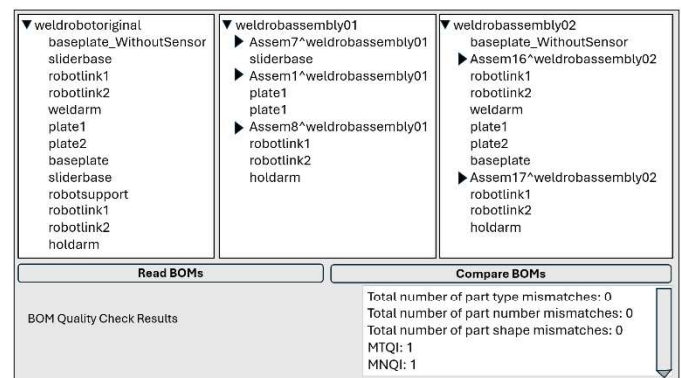 weldrobotoriginal
baseplate_WithoutSensor
sliderbase
robotlink1
robotlink2
weldarm
plate1
plate2
baseplate
sliderbase
robotsupport
robotlink1
robotlink2
holdarm
weldrobassembly01
Assem7^weldrobassembly01
sliderbase
Assem1^weldrobassembly01
plate1
plate1
Assem8^weldrobassembly01
robotlink1
robotlink2
holdarm
weldrobassembly02
baseplate_WithoutSensor
Assem16^weldrobassembly02
robotlink1
robotlink2
weldarm
plate1
plate2
baseplate
Assem17^weldrobassembly02
robotlink1
robotlink2
holdarm
Read BOMs
Compare BOMs
BOM Quality Check Results
Total number of part type mismatches: 0
Total number of part number mismatches: 0
Total number of part shape mismatches: 0
MTQI: 1
MNQI: 1